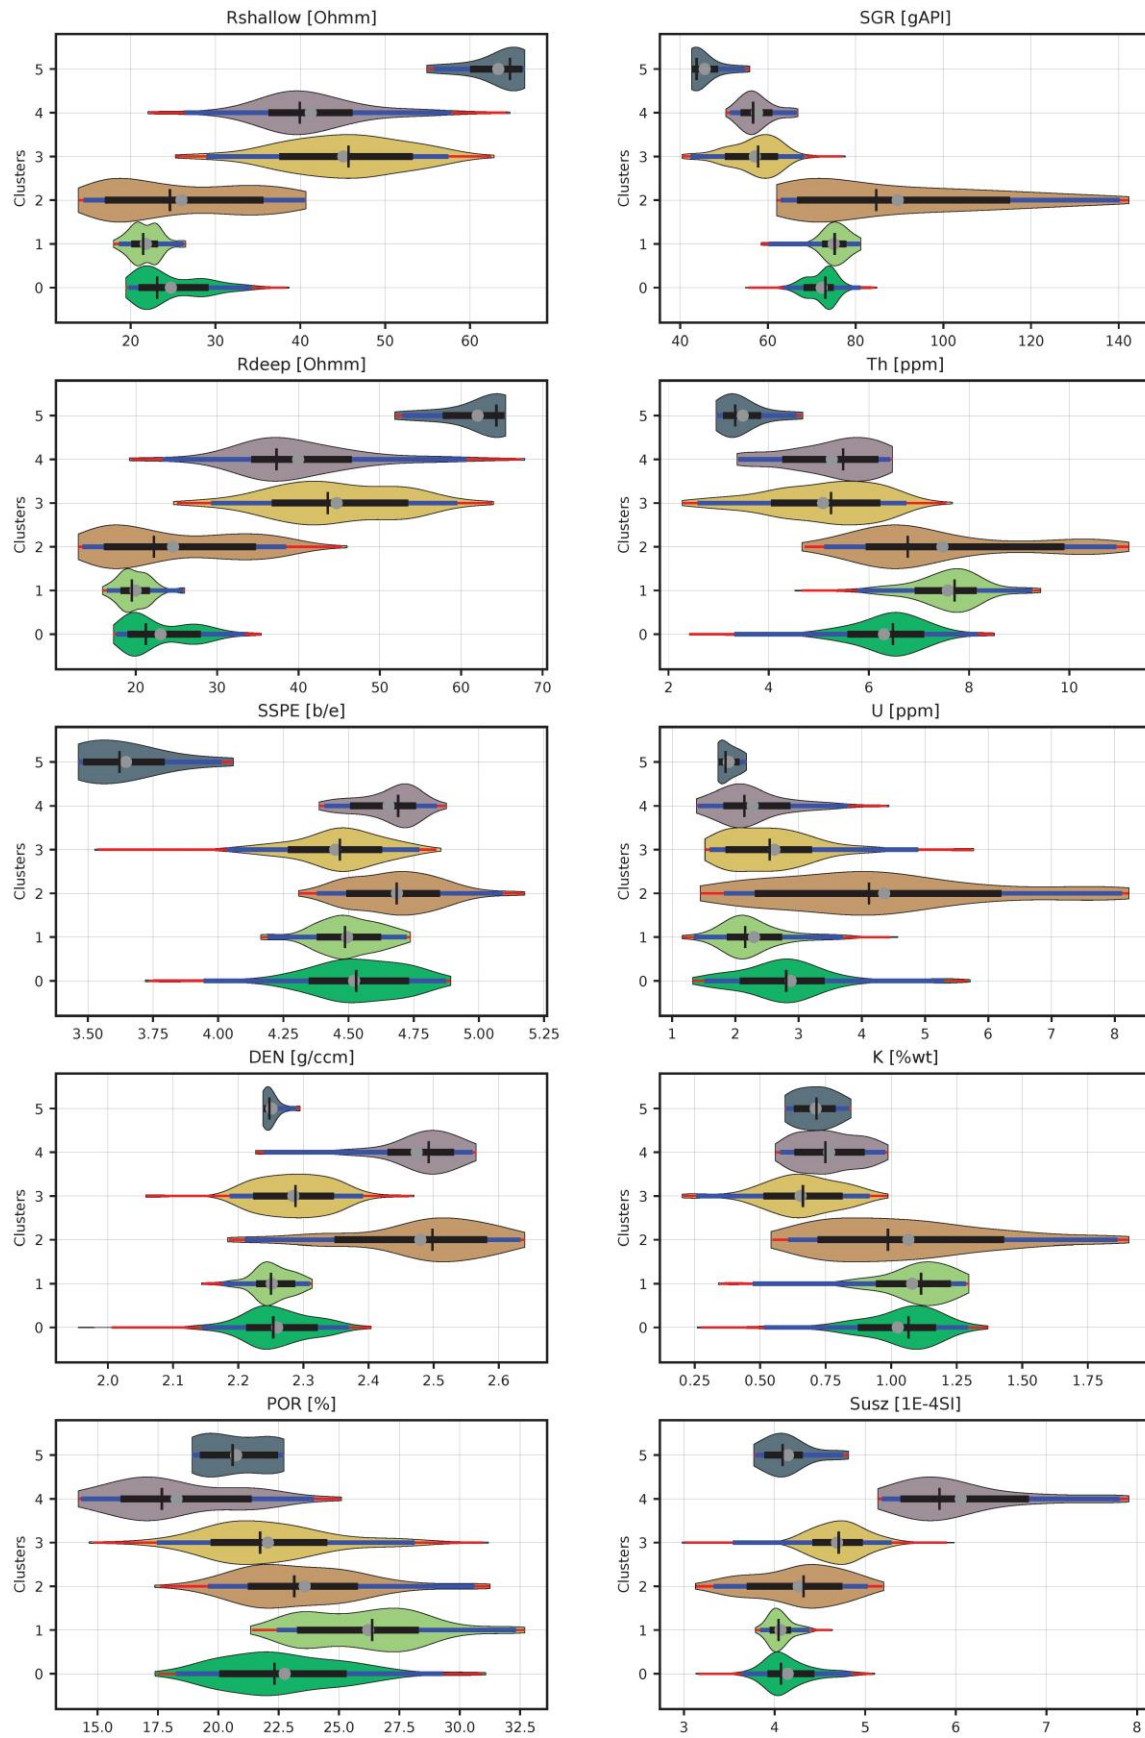 Rshallow [Ohmm]
Clusters
5
4
3
2
1
0
20 30 40 50 60
SGR [gAPI]
Clusters
5
4
3
2
1
0
40 60 80 100 120 140
Rdeep [Ohmm]
Clusters
5
4
3
2
1
0
20 30 40 50 60 70
Th [ppm]
Clusters
5
4
3
2
1
0
2 4 6 8 10
SSPE [b/e]
Clusters
5
4
3
2
1
0
3.50 3.75 4.00 4.25 4.50 4.75 5.00 5.25
U [ppm]
Clusters
5
4
3
2
1
0
1 2 3 4 5 6 7 8
DEN [g/ccm]
Clusters
5
4
3
2
1
0
2.0 2.1 2.2 2.3 2.4 2.5 2.6
K [%wt]
Clusters
5
4
3
2
1
0
0.25 0.50 0.75 1.00 1.25 1.50 1.75
POR [%]
Clusters
5
4
3
2
1
0
15.0 17.5 20.0 22.5 25.0 27.5 30.0 32.5
Susz [1E-4SI]
Clusters
5
4
3
2
1
0
3 4 5 6 7 8